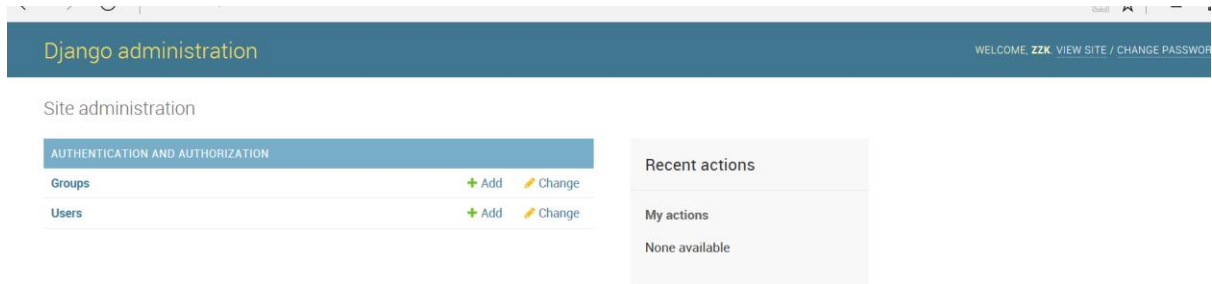 Django administration
WELCOME, ZZK. VIEW SITE / CHANGE PASSWOR
Site administration
AUTHENTICATION AND AUTHORIZATION
Groups + Add Change
Users + Add Change
Recent actions
My actions
None available